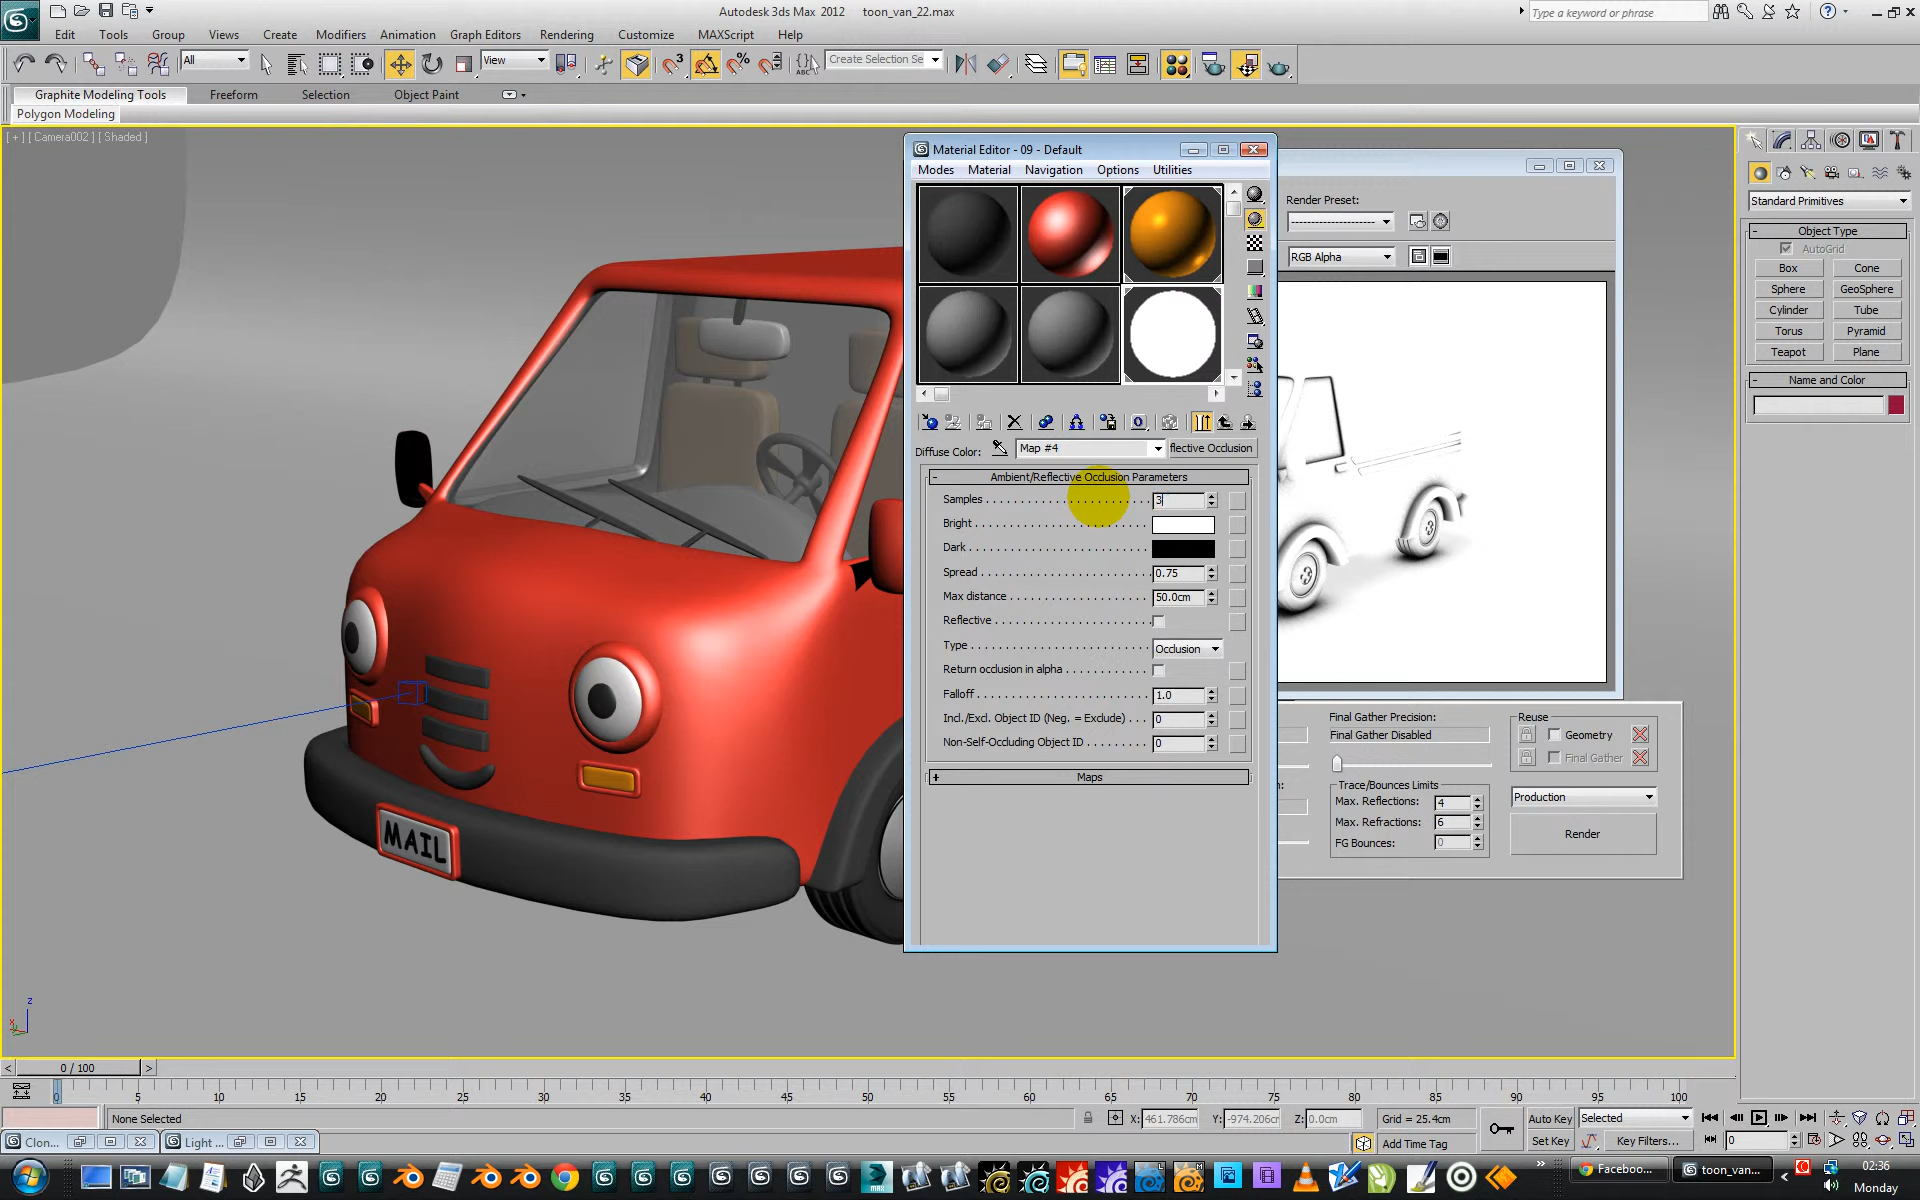 Autodesk 3ds Max 2012 toon_van_22.max
Type a keyword or phrase
Edit Tools Group Views Create Modifiers Animation Graph Editors Rendering Customize MAXScript Help
All View Create Selection Se
Graphite Modeling Tools Freeform Selection Object Paint
Polygon Modeling
[ + ] [ Camera002 ] [ Shaded ]
MAIL
Material Editor - 09 - Default
Modes Material Navigation Options Utilities
Diffuse Color: Map #4 flective Occlusion
- Ambient/Reflective Occlusion Parameters
Samples 3
Bright
Dark
Spread 0.75
Max distance 50.0cm
Reflective
Type Occlusion
Return occlusion in alpha
Falloff 1.0
Incl./Excl. Object ID (Neg. = Exclude) 0
Non-Self-Occluding Object ID 0
+ Maps
Render Preset:
--------------------
RGB Alpha
Final Gather Precision:
Final Gather Disabled
Trace/Bounces Limits
Max. Reflections: 4
Max. Refractions: 6
FG Bounces: 0
Reuse
Geometry
Final Gather
Production
Render
Standard Primitives
- Object Type
AutoGrid
Box Cone
Sphere GeoSphere
Cylinder Tube
Torus Pyramid
Teapot Plane
- Name and Color
z
x
< 0 / 100 >
0 5 10 15 20 25 30 35 40 45 50 55 60 65 70 75 80 85 90 95 100
None Selected X: 461.786cm Y: -974.206cm Z: 0.0cm Grid = 25.4cm Auto Key Selected
Add Time Tag Set Key Key Filters... 0
Clon... Light ...
Faceboo... toon_van... 02:36
Monday